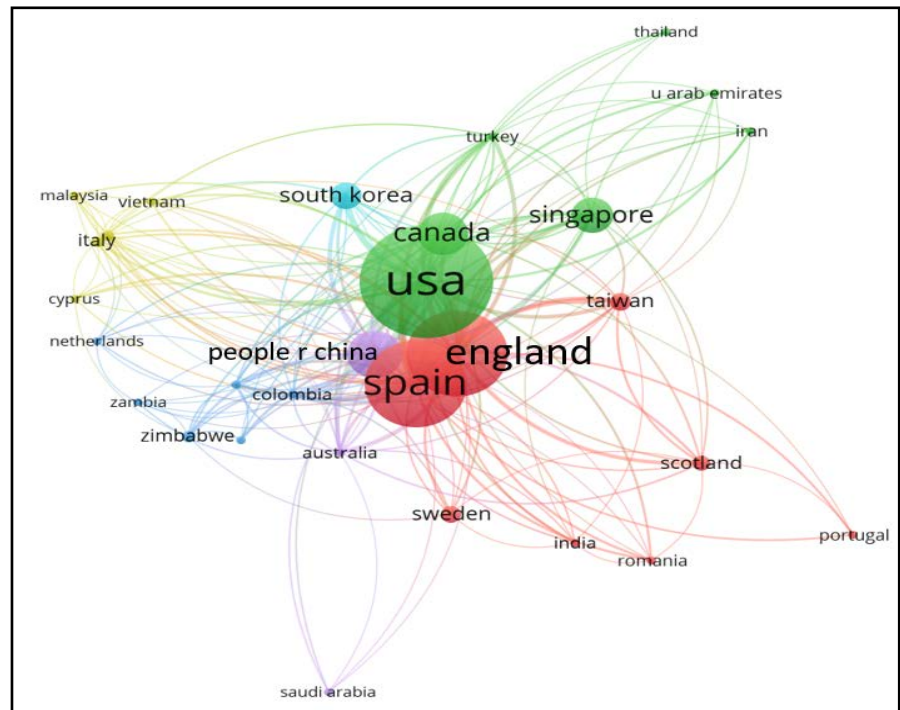 thailand
u arab emirates
iran
turkey
malaysia
vietnam
south korea
singapore
canada
italy
usa
cyprus
taiwan
netherlands
people r china
england
spain
colombia
zambia
zimbabwe
australia
scotland
sweden
portugal
india
romania
saudi arabia